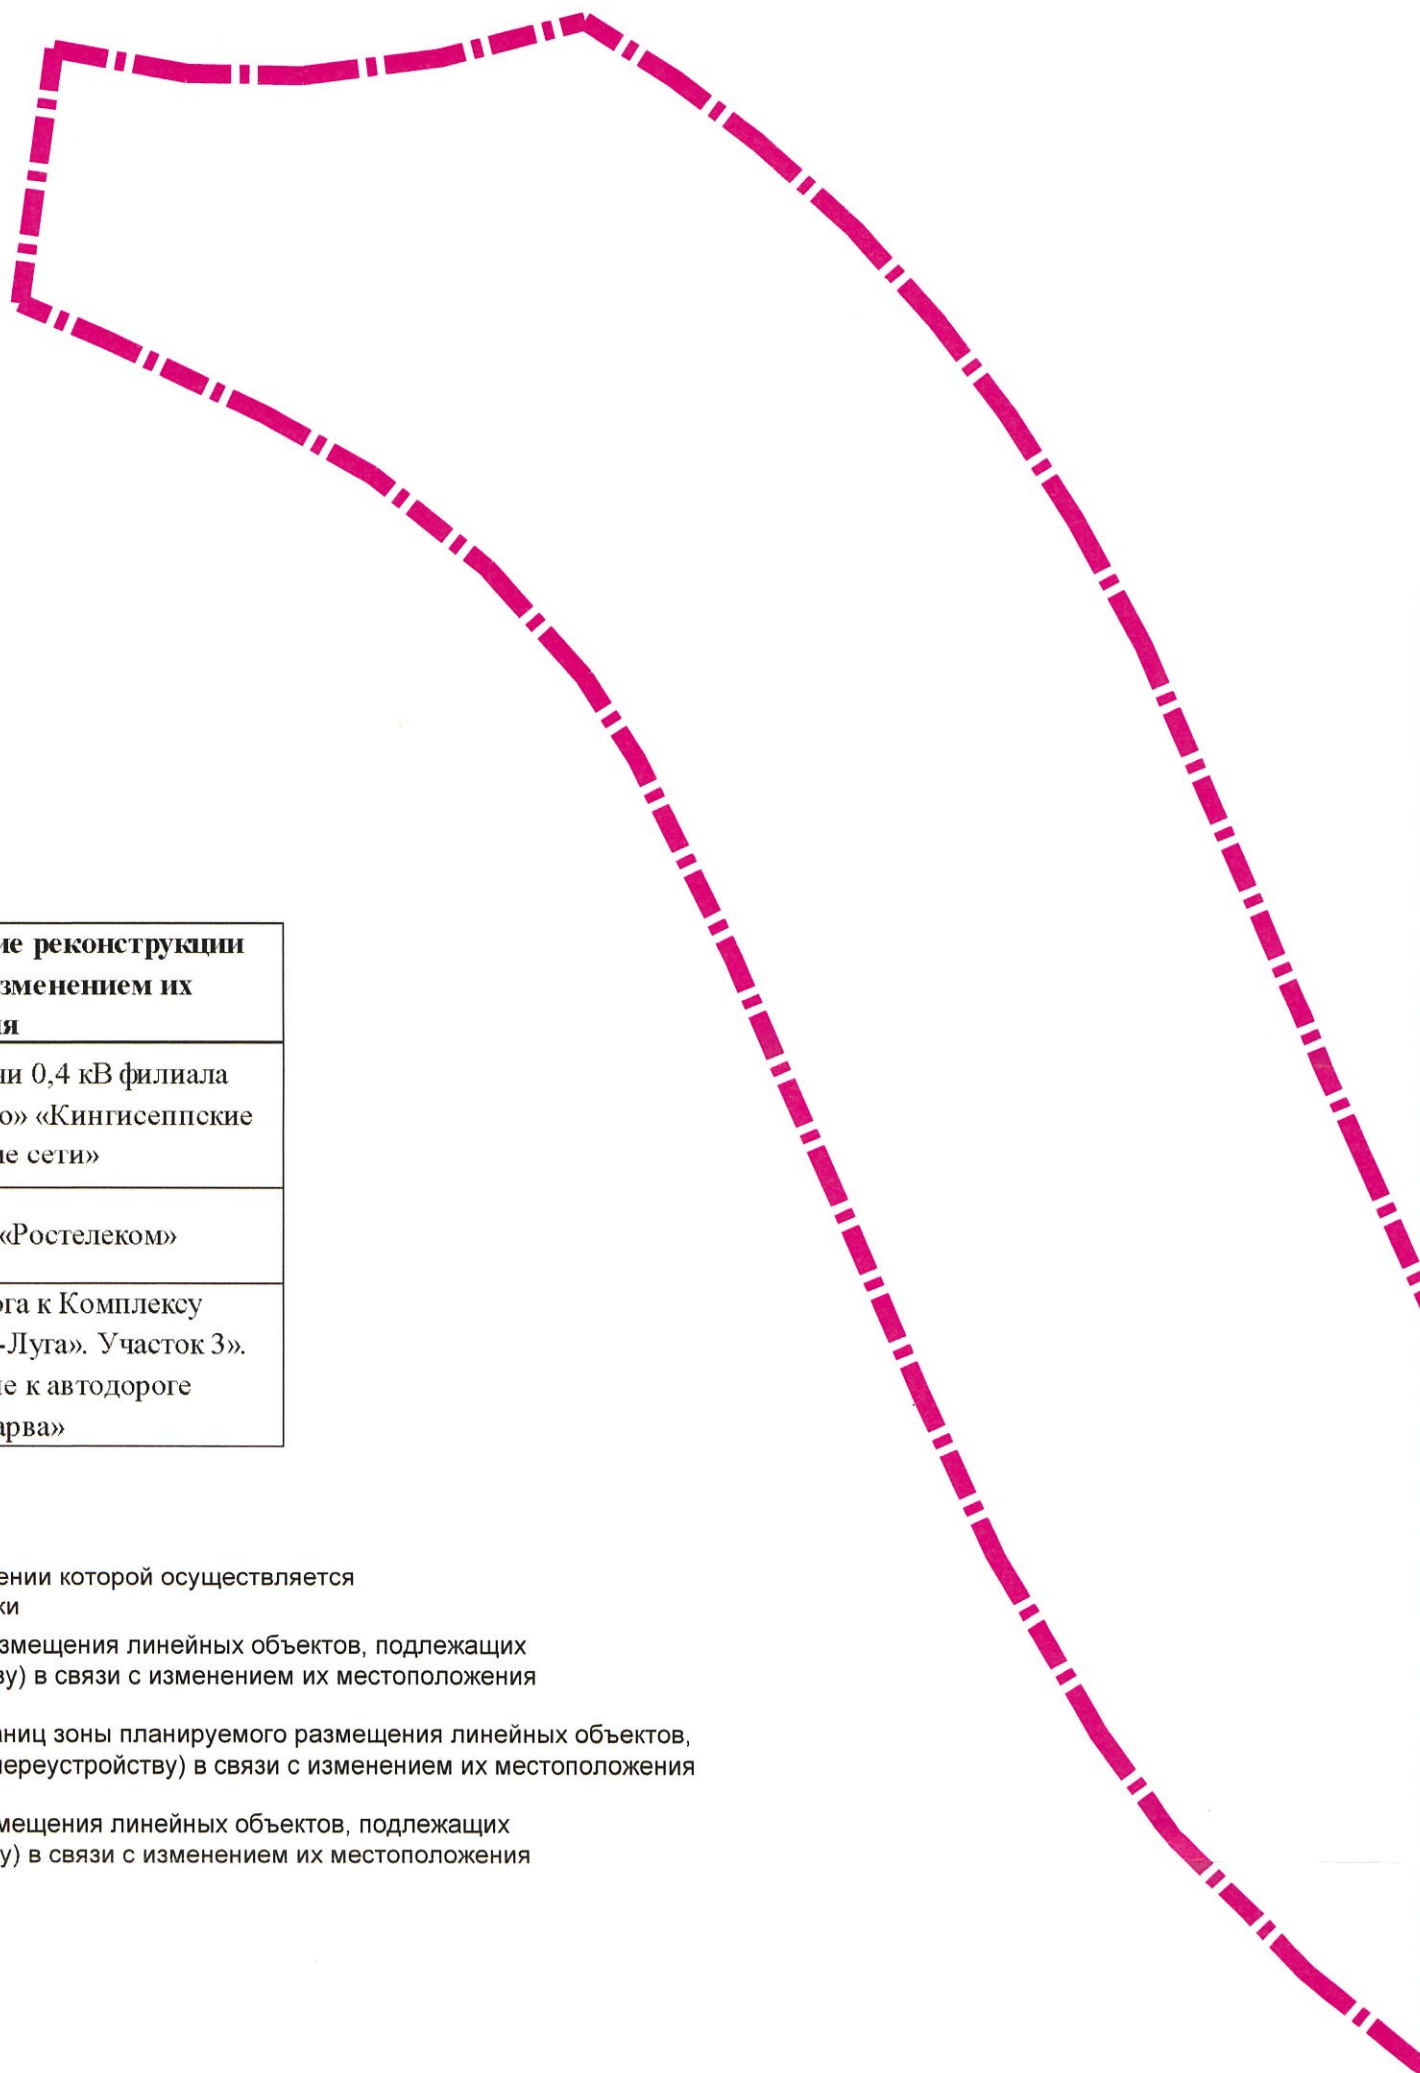 ие реконструкции
зменением их
ия
чи 0,4 кВ филиала
о» «Кингисеппские
ие сети»
«Ростелеком»
ога к Комплексу
-Луга». Участок 3».
ие к автодороге
арва»
ении которой осуществляется
ки
змещения линейных объектов, подлежащих
ву) в связи с изменением их местоположения
аниц зоны планируемого размещения линейных объектов,
переустройству) в связи с изменением их местоположения
мещения линейных объектов, подлежащих
у) в связи с изменением их местоположения